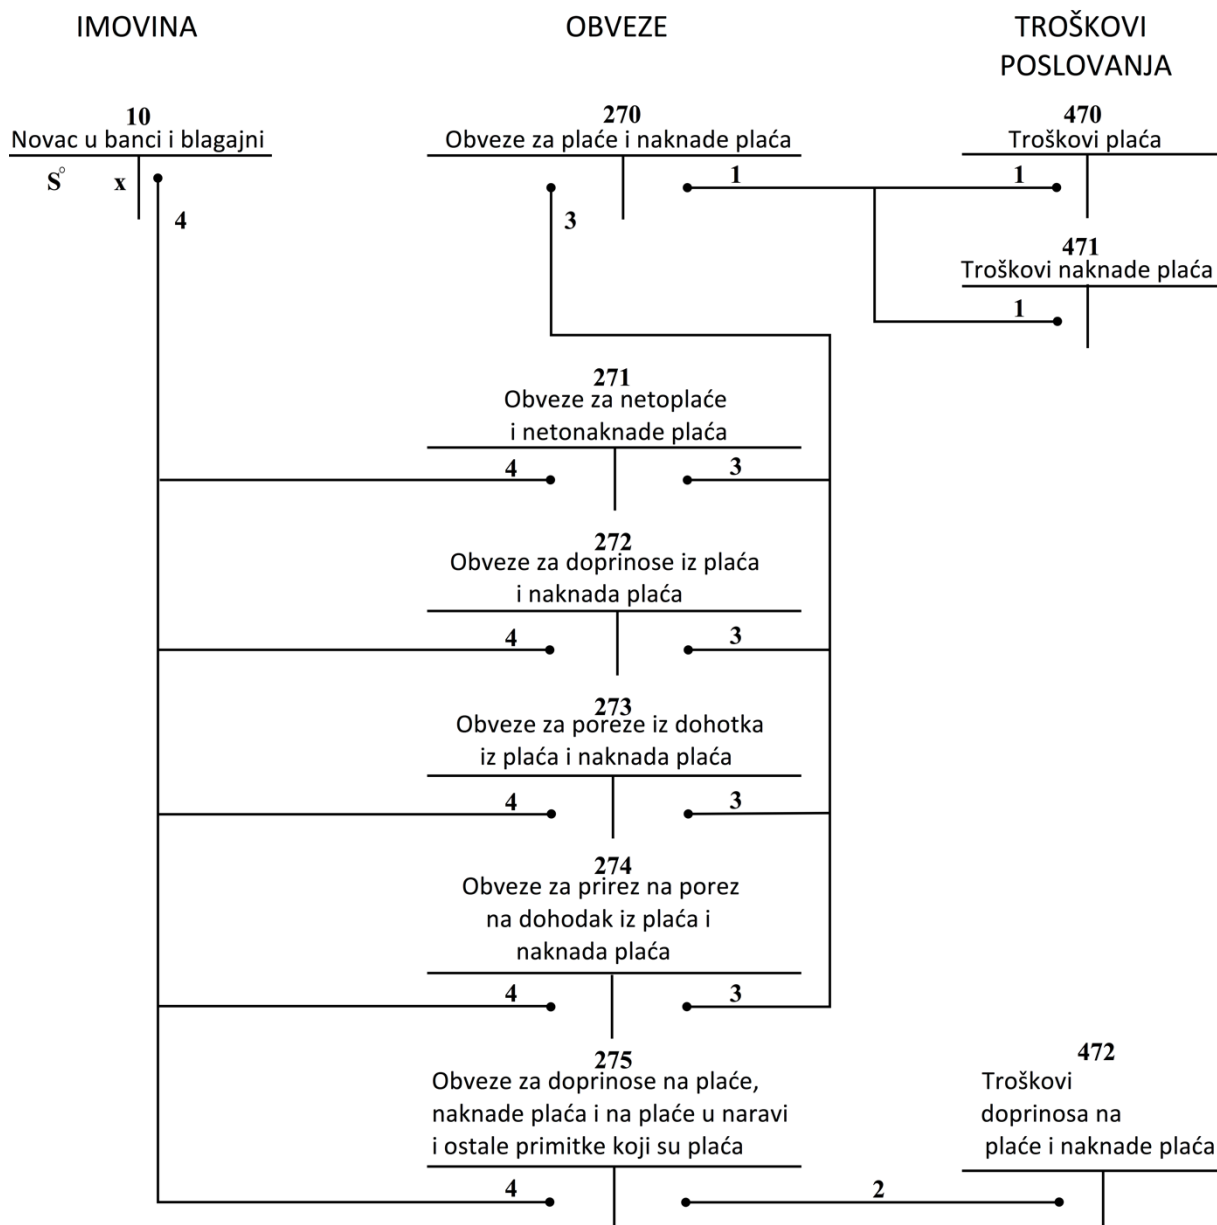 IMOVINA
OBVEZE
TROŠKOVI
POSLOVANJA
10
Novac u banci i blagajni
S°
x
4
270
Obveze za plaće i naknade plaća
3
1
470
Troškovi plaća
1
471
Troškovi naknade plaća
1
271
Obveze za netoplaće
i netonaknade plaća
4
3
272
Obveze za doprinose iz plaća
i naknada plaća
4
3
273
Obveze za poreze iz dohotka
iz plaća i naknada plaća
4
3
274
Obveze za prirez na porez
na dohodak iz plaća i
naknada plaća
4
3
275
Obveze za doprinose na plaće,
naknade plaća i na plaće u naravi
i ostale primitke koji su plaća
4
2
472
Troškovi
doprinosa na
plaće i naknade plaća